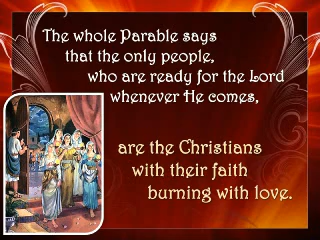 The whole Parable says
that the only people,
who are ready for the Lord
whenever He comes,
are the Christians
with their faith
burning with love.